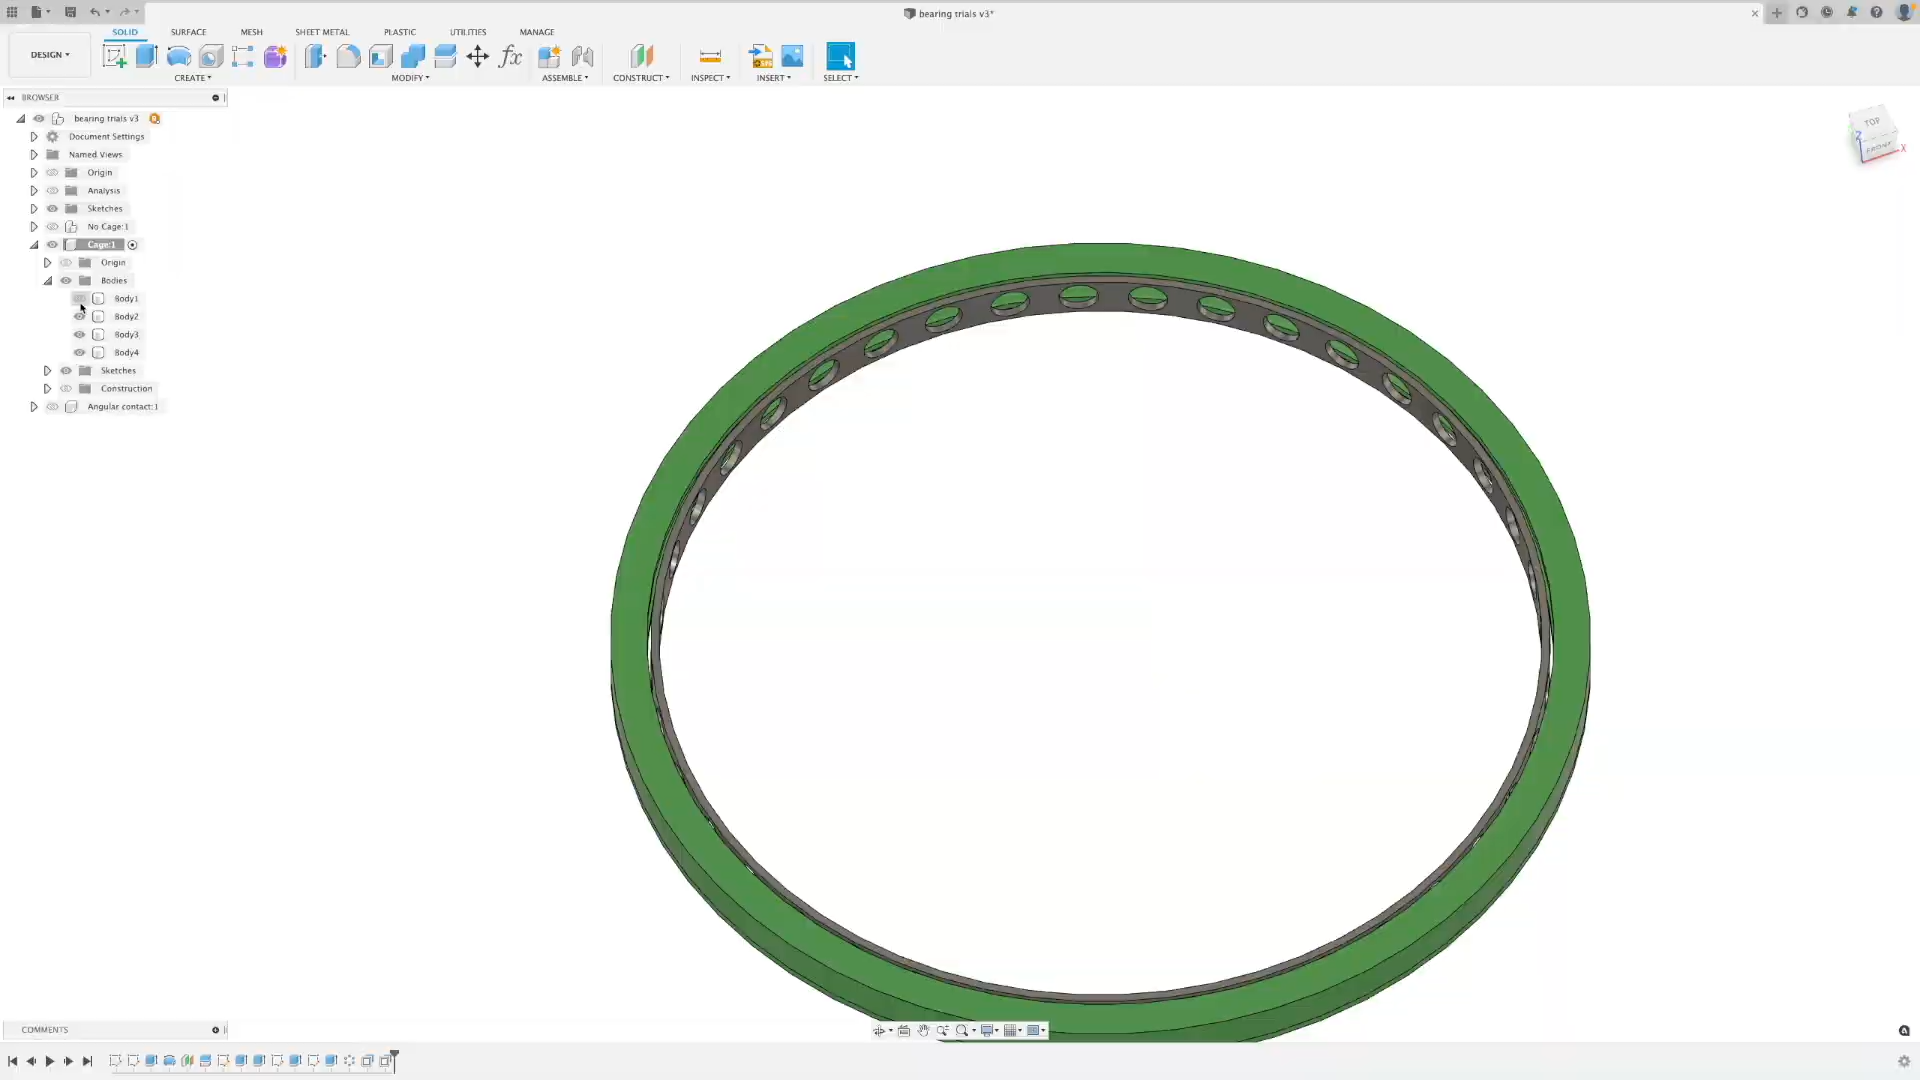 bearing trials v3*
SOLID SURFACE MESH SHEET METAL PLASTIC UTILITIES MANAGE
DESIGN
CREATE MODIFY ASSEMBLE CONSTRUCT INSPECT INSERT SELECT
BROWSER
bearing trials v3
Document Settings
Named Views
Origin
Analysis
Sketches
No Cage:1
Cage:1
Origin
Bodies
Body1
Body2
Body3
Body4
Sketches
Construction
Angular contact:1
TOP
FRONT
Z
X
COMMENTS